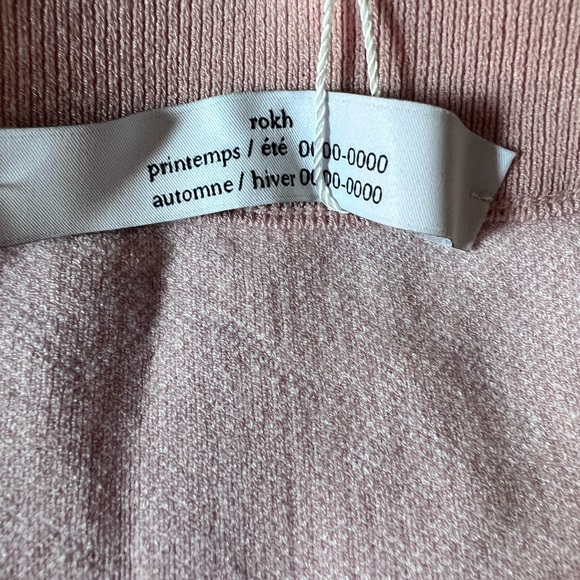 rokh
printemps / été 0000-0000
automne / hiver 0000-0000